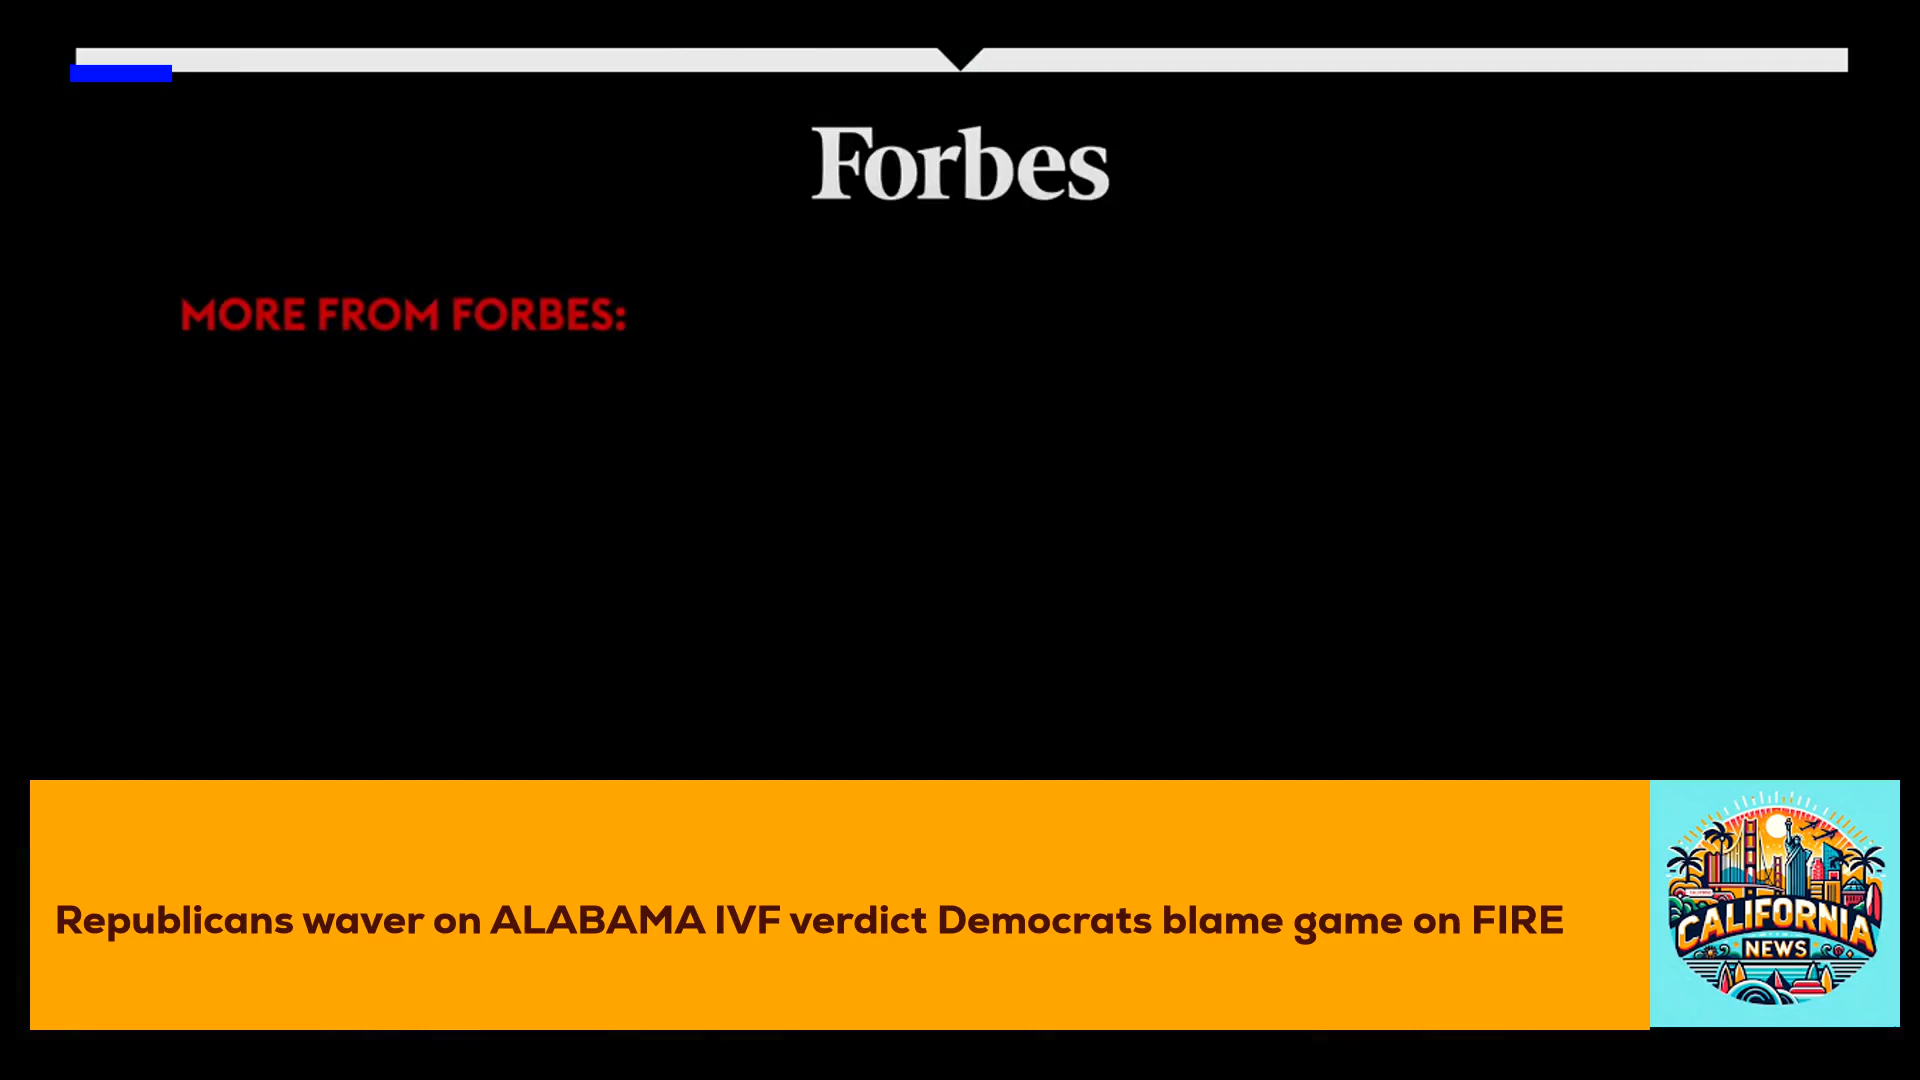 Forbes
MORE FROM FORBES:
Republicans waver on ALABAMA IVF verdict Democrats blame game on FIRE
CALIFORNIA
NEWS